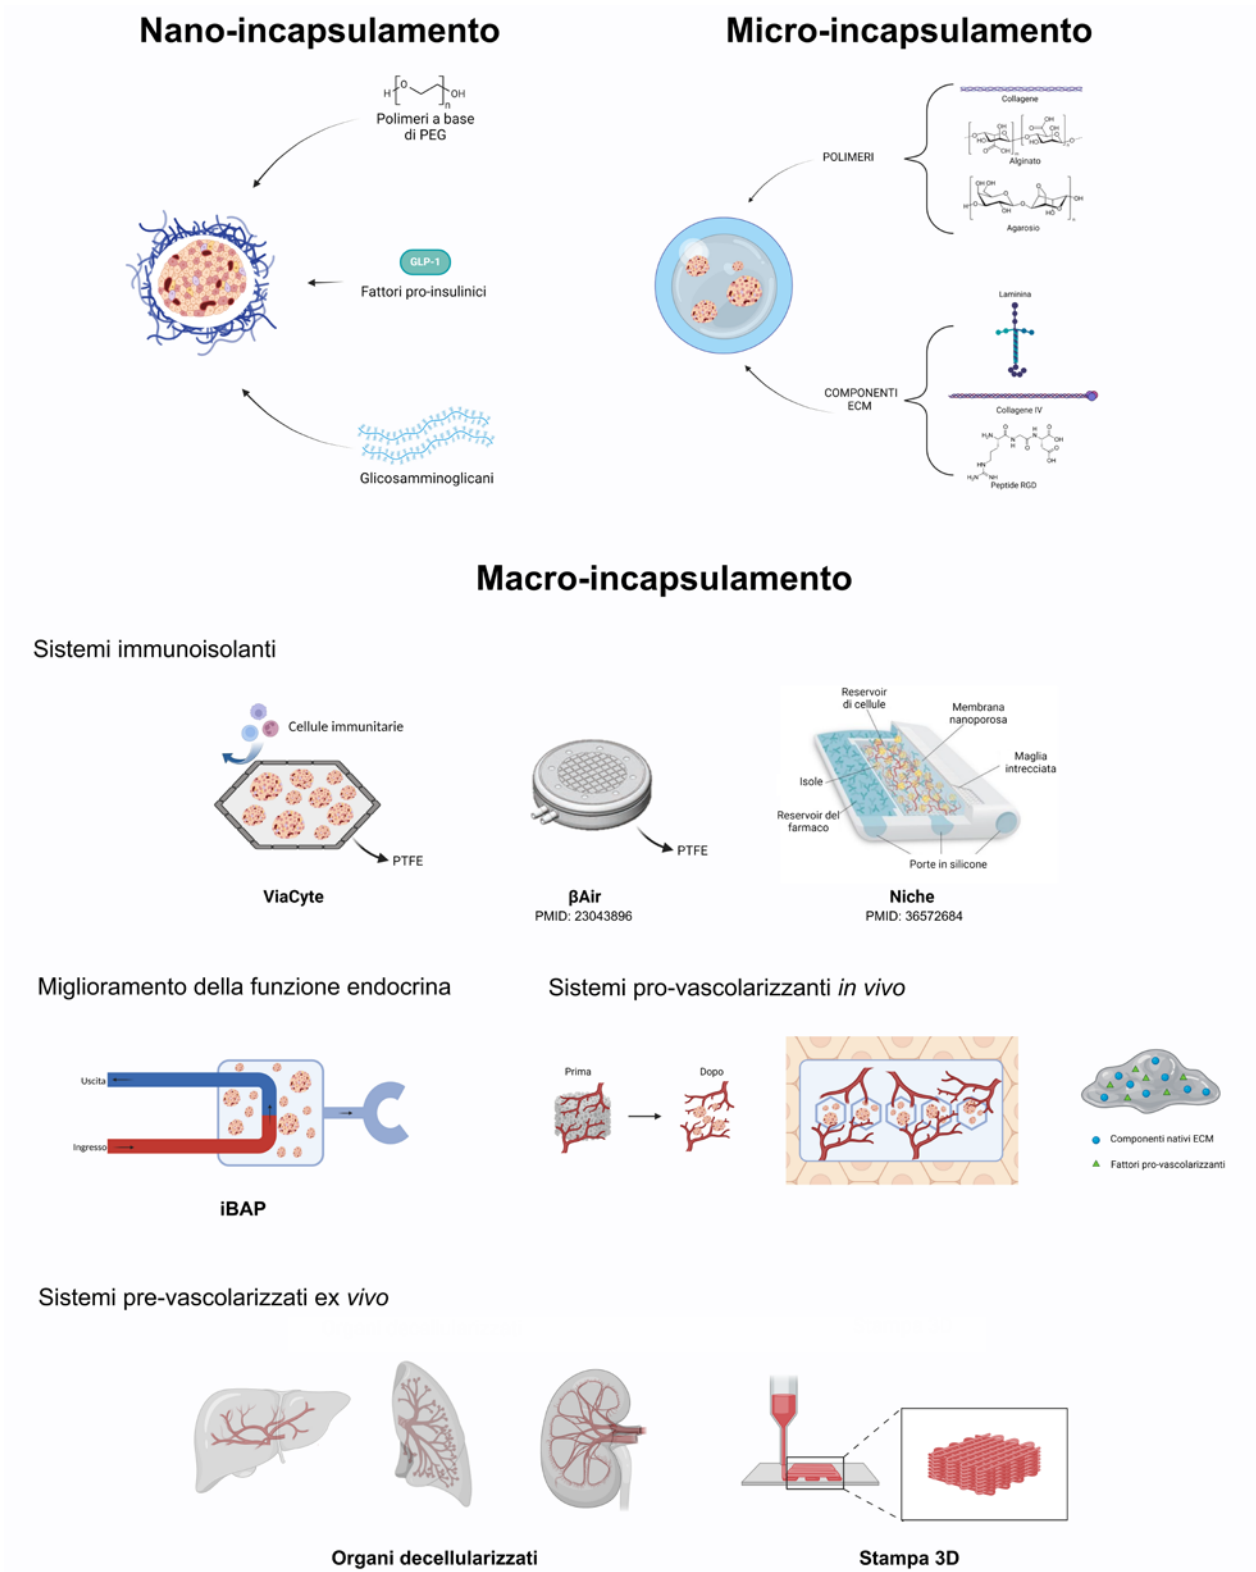 Nano-incapsulamento
H
O
OH
n
Polimeri a base
di PEG
GLP-1
Fattori pro-insulinici
Glicosamminoglicani
Micro-incapsulamento
POLIMERI
Collagene
Alginato
Agarosio
COMPONENTI
ECM
Laminina
Collagene IV
Peptide RGD
Macro-incapsulamento
Sistemi immunoisolanti
Cellule immunitarie
PTFE
ViaCyte
PTFE
βAir
PMID: 23043896
Reservoir
di cellule
Membrana
nanoporosa
Maglia
intrecciata
Isole
Reservoir del
farmaco
Porte in silicone
Niche
PMID: 36572684
Miglioramento della funzione endocrina
Uscita
Ingresso
iBAP
Sistemi pro-vascolarizzanti in vivo
Prima
Dopo
Componenti nativi ECM
Fattori pro-vascolarizzanti
Sistemi pre-vascolarizzati ex vivo
Organi decellularizzati
Stampa 3D